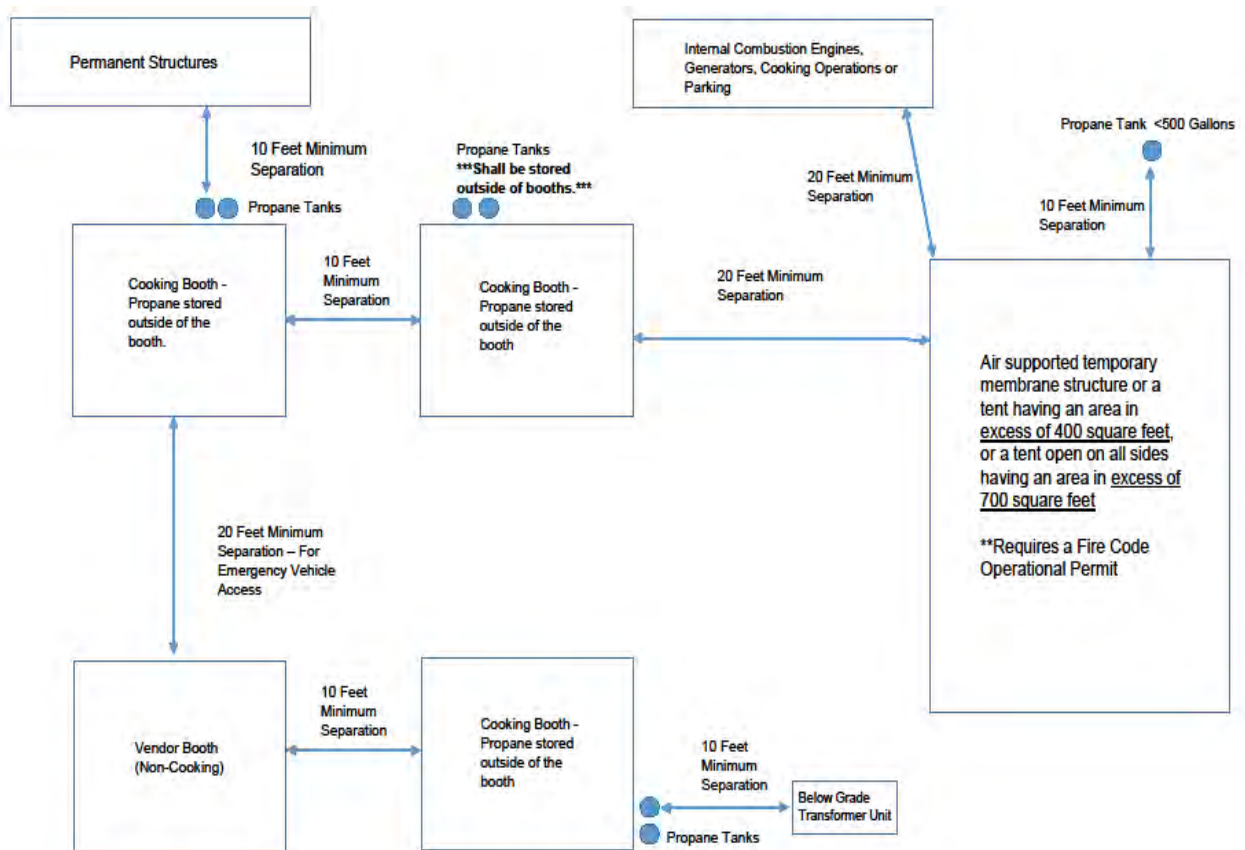 Permanent Structures
Internal Combustion Engines,
Generators, Cooking Operations or
Parking
Propane Tank <500 Gallons
10 Feet Minimum
Separation
Propane Tanks
***Shall be stored
outside of booths.***
20 Feet Minimum
Separation
10 Feet Minimum
Separation
Propane Tanks
Cooking Booth -
Propane stored
outside of the
booth.
10 Feet
Minimum
Separation
Cooking Booth -
Propane stored
outside of the
booth
20 Feet Minimum
Separation
Air supported temporary
membrane structure or a
tent having an area in
excess of 400 square feet,
or a tent open on all sides
having an area in excess of
700 square feet
**Requires a Fire Code
Operational Permit
20 Feet Minimum
Separation – For
Emergency Vehicle
Access
Vendor Booth
(Non-Cooking)
10 Feet
Minimum
Separation
Cooking Booth -
Propane stored
outside of the
booth
10 Feet
Minimum
Separation
Below Grade
Transformer Unit
Propane Tanks